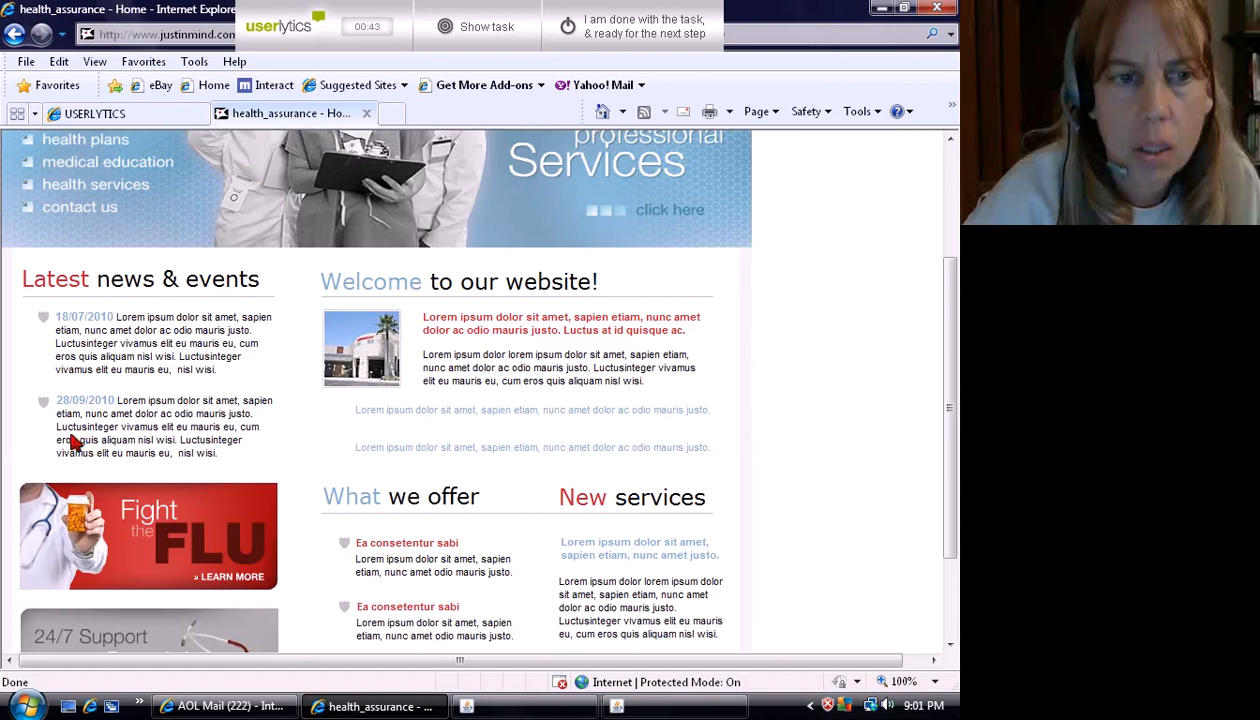 health_assurance - Home - Internet Explore
userlytics
00:43
Show task
I am done with the task,
& ready for the next step
http://www.justinmind.com
File Edit View Favorites Tools Help
Favorites eBay Home Interact Suggested Sites Get More Add-ons Yahoo! Mail
USERLYTICS health_assurance - Ho...
Page Safety Tools
health plans
medical education
health services
contact us
professional
Services
click here
Latest news & events
18/07/2010 Lorem ipsum dolor sit amet, sapien
etiam, nunc amet dolor ac odio mauris justo.
Luctusinteger vivamus elit eu mauris eu, cum
eros quis aliquam nisl wisi. Luctusinteger
vivamus elit eu mauris eu, nisl wisi.
28/09/2010 Lorem ipsum dolor sit amet, sapien
etiam, nunc amet dolor ac odio mauris justo.
Luctusinteger vivamus elit eu mauris eu, cum
eros quis aliquam nisl wisi. Luctusinteger
vivamus elit eu mauris eu, nisl wisi.
Fight
the FLU
LEARN MORE
24/7 Support
Welcome to our website!
Lorem ipsum dolor sit amet, sapien etiam, nunc amet
dolor ac odio mauris justo. Luctus at id quisque ac.
Lorem ipsum dolor lorem ipsum dolor sit amet, sapien etiam,
nunc amet dolor ac odio mauris justo. Luctusinteger vivamus
elit eu mauris eu, cum eros quis aliquam nisl wisi.
Lorem ipsum dolor sit amet, sapien etiam, nunc amet dolor ac odio mauris justo.
Lorem ipsum dolor sit amet, sapien etiam, nunc amet dolor ac odio mauris justo.
What we offer
Ea consetentur sabi
Lorem ipsum dolor sit amet, sapien
etiam, nunc amet dolor ac odio mauris justo.
Ea consetentur sabi
Lorem ipsum dolor sit amet, sapien
etiam, nunc amet dolor ac odio mauris justo.
New services
Lorem ipsum dolor sit amet,
sapien etiam, nunc amet justo.
Lorem ipsum dolor lorem ipsum dolor
sit amet, sapien etiam, nunc amet
dolor ac odio mauris justo.
Luctusinteger vivamus elit eu mauris
eu, cum eros quis aliquam nisl wisi.
Done
Internet | Protected Mode: On
100%
AOL Mail (222) - Int...
health_assurance - ...
9:01 PM